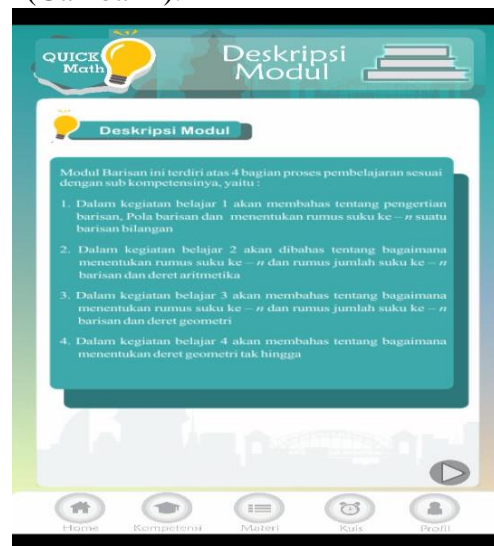 QUICK
Math
Deskripsi
Modul
Deskripsi Modul
Modul Barisan ini terdiri atas 4 bagian proses pembelajaran sesuai
dengan sub kompetensinya, yaitu :
1. Dalam kegiatan belajar 1 akan membahas tentang pengertian
barisan, Pola barisan dan menentukan rumus suku ke – n suatu
barisan bilangan
2. Dalam kegiatan belajar 2 akan dibahas tentang bagaimana
menentukan rumus suku ke – n dan rumus jumlah suku ke – n
barisan dan deret aritmetika
3. Dalam kegiatan belajar 3 akan membahas tentang bagaimana
menentukan rumus suku ke – n dan rumus jumlah suku ke – n
barisan dan deret geometri
4. Dalam kegiatan belajar 4 akan membahas tentang bagaimana
menentukan deret geometri tak hingga
Home Kompetensi Materi Kuis Profil